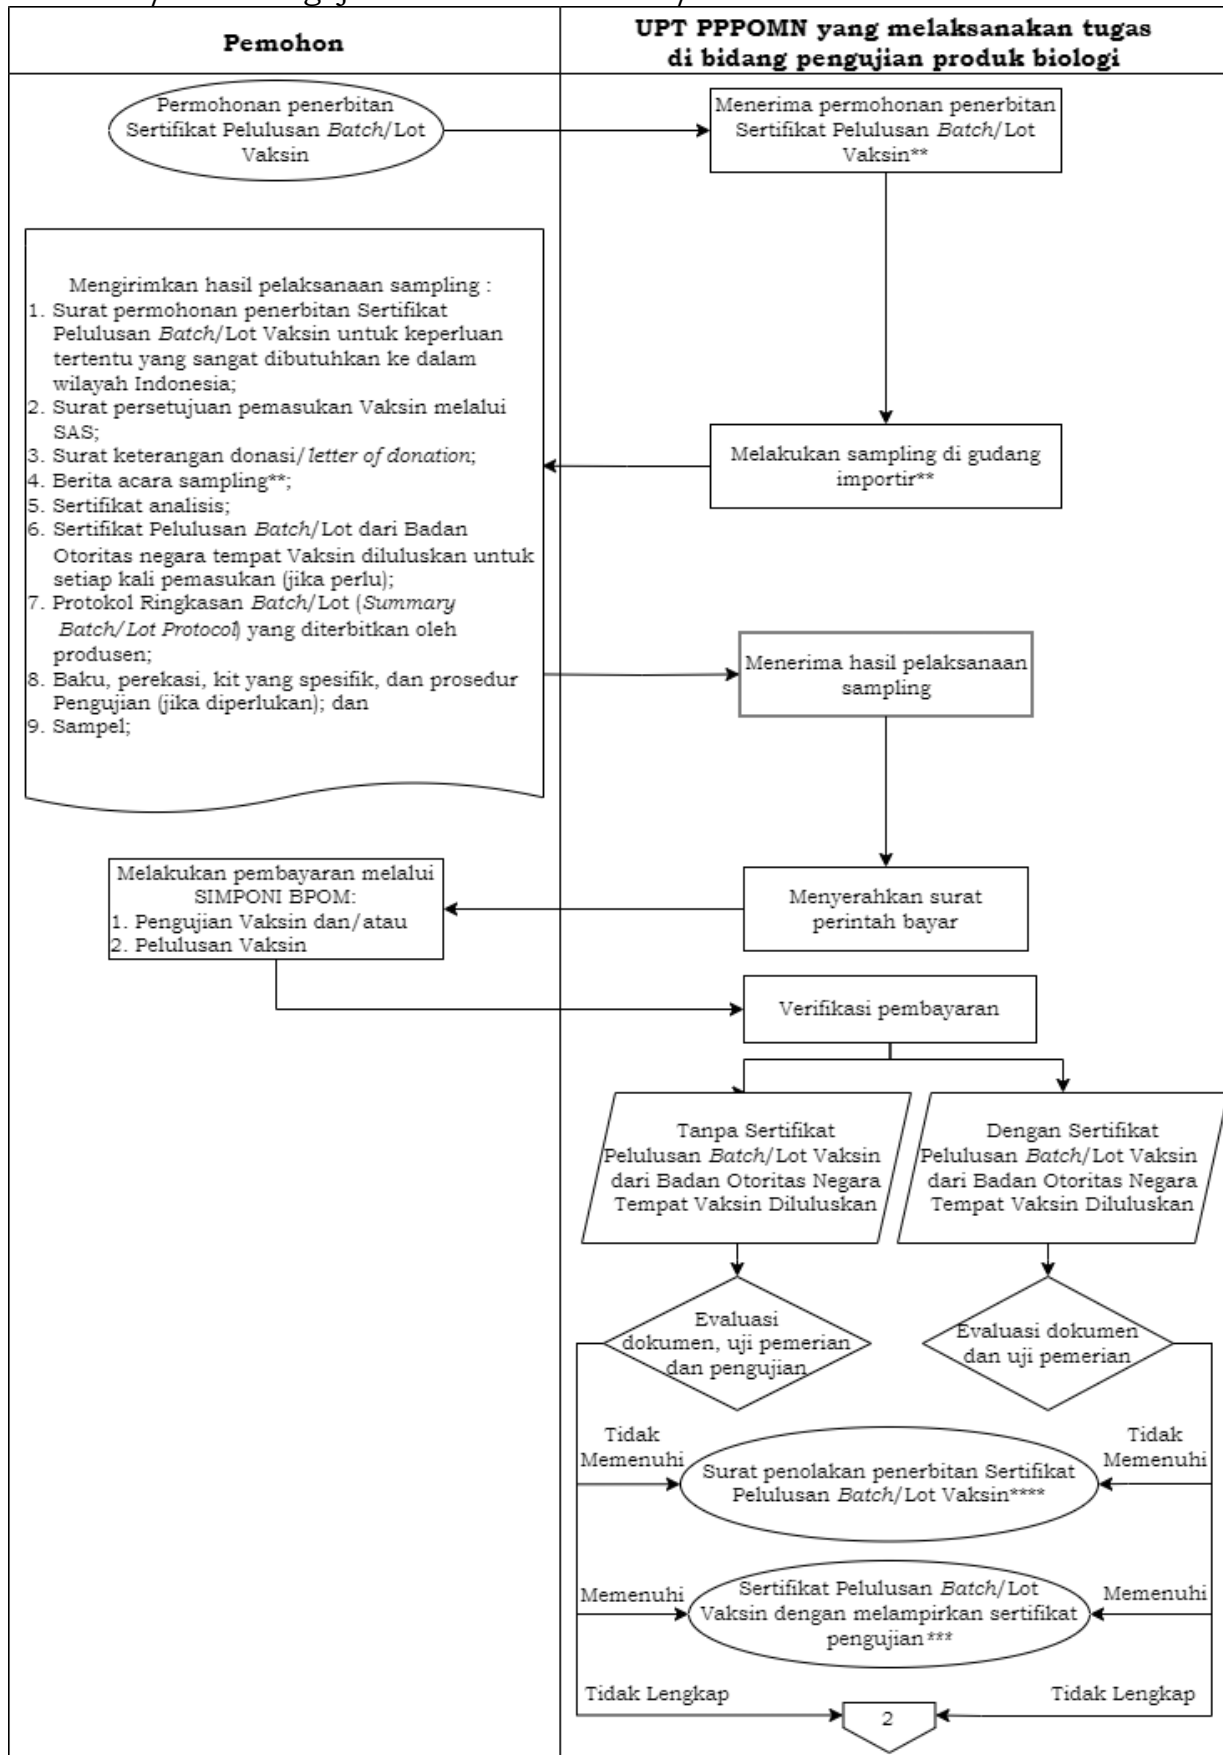 Pemohon
UPT PPPOMN yang melaksanakan tugas
di bidang pengujian produk biologi
Permohonan penerbitan
Sertifikat Pelulusan Batch/Lot
Vaksin
Menerima permohonan penerbitan
Sertifikat Pelulusan Batch/Lot
Vaksin**
Mengirimkan hasil pelaksanaan sampling :
1. Surat permohonan penerbitan Sertifikat
Pelulusan Batch/Lot Vaksin untuk keperluan
tertentu yang sangat dibutuhkan ke dalam
wilayah Indonesia;
2. Surat persetujuan pemasukan Vaksin melalui
SAS;
3. Surat keterangan donasi/letter of donation;
4. Berita acara sampling**;
5. Sertifikat analisis;
6. Sertifikat Pelulusan Batch/Lot dari Badan
Otoritas negara tempat Vaksin diluluskan untuk
setiap kali pemasukan (jika perlu);
7. Protokol Ringkasan Batch/Lot (Summary
Batch/Lot Protocol) yang diterbitkan oleh
produsen;
8. Baku, perekasi, kit yang spesifik, dan prosedur
Pengujian (jika diperlukan); dan
9. Sampel;
Melakukan sampling di gudang
importir**
Menerima hasil pelaksanaan
sampling
Menyerahkan surat
perintah bayar
Melakukan pembayaran melalui
SIMPONI BPOM:
1. Pengujian Vaksin dan/atau
2. Pelulusan Vaksin
Verifikasi pembayaran
Tanpa Sertifikat
Pelulusan Batch/Lot Vaksin
dari Badan Otoritas Negara
Tempat Vaksin Diluluskan
Dengan Sertifikat
Pelulusan Batch/Lot Vaksin
dari Badan Otoritas Negara
Tempat Vaksin Diluluskan
Evaluasi
dokumen, uji pemerian
dan pengujian
Evaluasi dokumen
dan uji pemerian
Tidak
Memenuhi
Surat penolakan penerbitan Sertifikat
Pelulusan Batch/Lot Vaksin****
Tidak
Memenuhi
Memenuhi
Sertifikat Pelulusan Batch/Lot
Vaksin dengan melampirkan sertifikat
pengujian***
Memenuhi
Tidak Lengkap
2
Tidak Lengkap